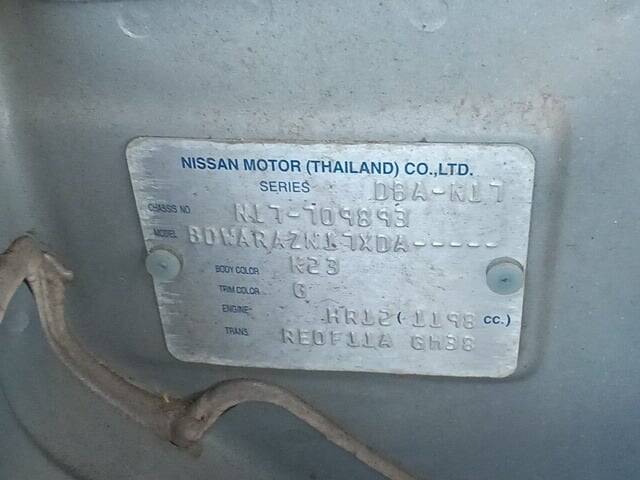 NISSAN MOTOR (THAILAND) CO.,LTD.
SERIES DBA-N17
CHASSIS NO N17-709893
MODEL BDWARAZN17XDA-----
BODY COLOR K23
TRIM COLOR G
ENGINE HR12 (1198 cc.)
TRANS. RE0F11A GH38